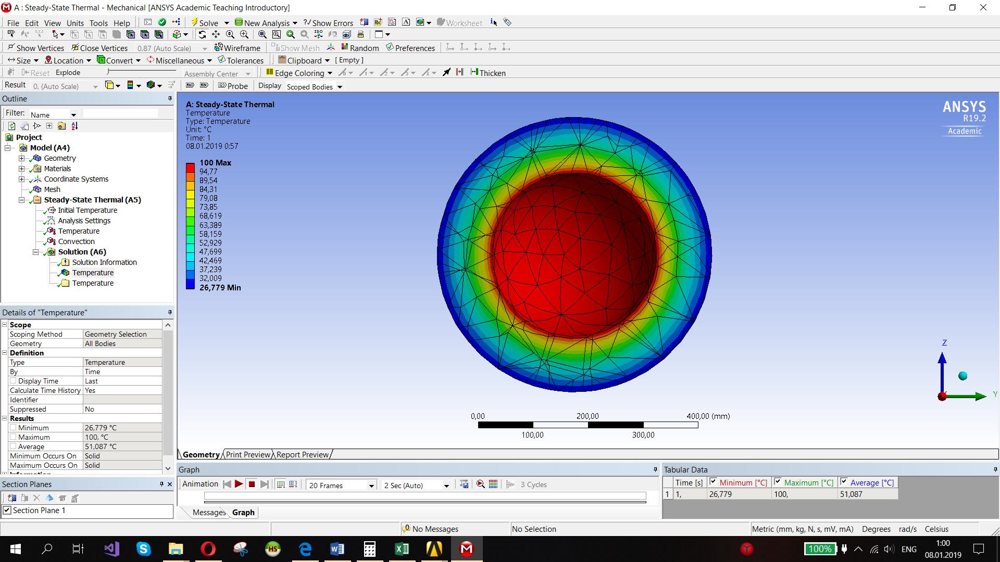 A : Steady-State Thermal - Mechanical [ANSYS Academic Teaching Introductory]
File Edit View Units Tools Help Solve New Analysis ?/Show Errors Worksheet
Show Vertices Close Vertices 0,87 (Auto Scale) Wireframe Show Mesh Random Preferences
Size Location Convert Miscellaneous Tolerances Clipboard [ Empty ]
Reset Explode Assembly Center Edge Coloring Thicken
Result 0, (Auto Scale) MAX MIN Probe Display Scoped Bodies
Outline
Filter: Name
Project
Model (A4)
Geometry
Materials
Coordinate Systems
Mesh
Steady-State Thermal (A5)
Initial Temperature
Analysis Settings
Temperature
Convection
Solution (A6)
Solution Information
Temperature
Temperature
Details of "Temperature"
Scope
Scoping Method Geometry Selection
Geometry All Bodies
Definition
Type Temperature
By Time
Display Time Last
Calculate Time History Yes
Identifier
Suppressed No
Results
Minimum 26,779 °C
Maximum 100, °C
Average 51,087 °C
Minimum Occurs On Solid
Maximum Occurs On Solid
Information
Section Planes
Section Plane 1
A: Steady-State Thermal
Temperature
Type: Temperature
Unit: °C
Time: 1
08.01.2019 0:57
100 Max
94,77
89,54
84,31
79,08
73,85
68,619
63,389
58,159
52,929
47,699
42,469
37,239
32,009
26,779 Min
ANSYS
R19.2
Academic
Z
Y
0,00 200,00 400,00 (mm)
100,00 300,00
Geometry Print Preview Report Preview
Graph
Animation 20 Frames 2 Sec (Auto) 3 Cycles
Messages Graph
Tabular Data
Time [s] Minimum [°C] Maximum [°C] Average [°C]
1 1, 26,779 100, 51,087
0 No Messages No Selection Metric (mm, kg, N, s, mV, mA) Degrees rad/s Celsius
100% ENG 1:00
08.01.2019